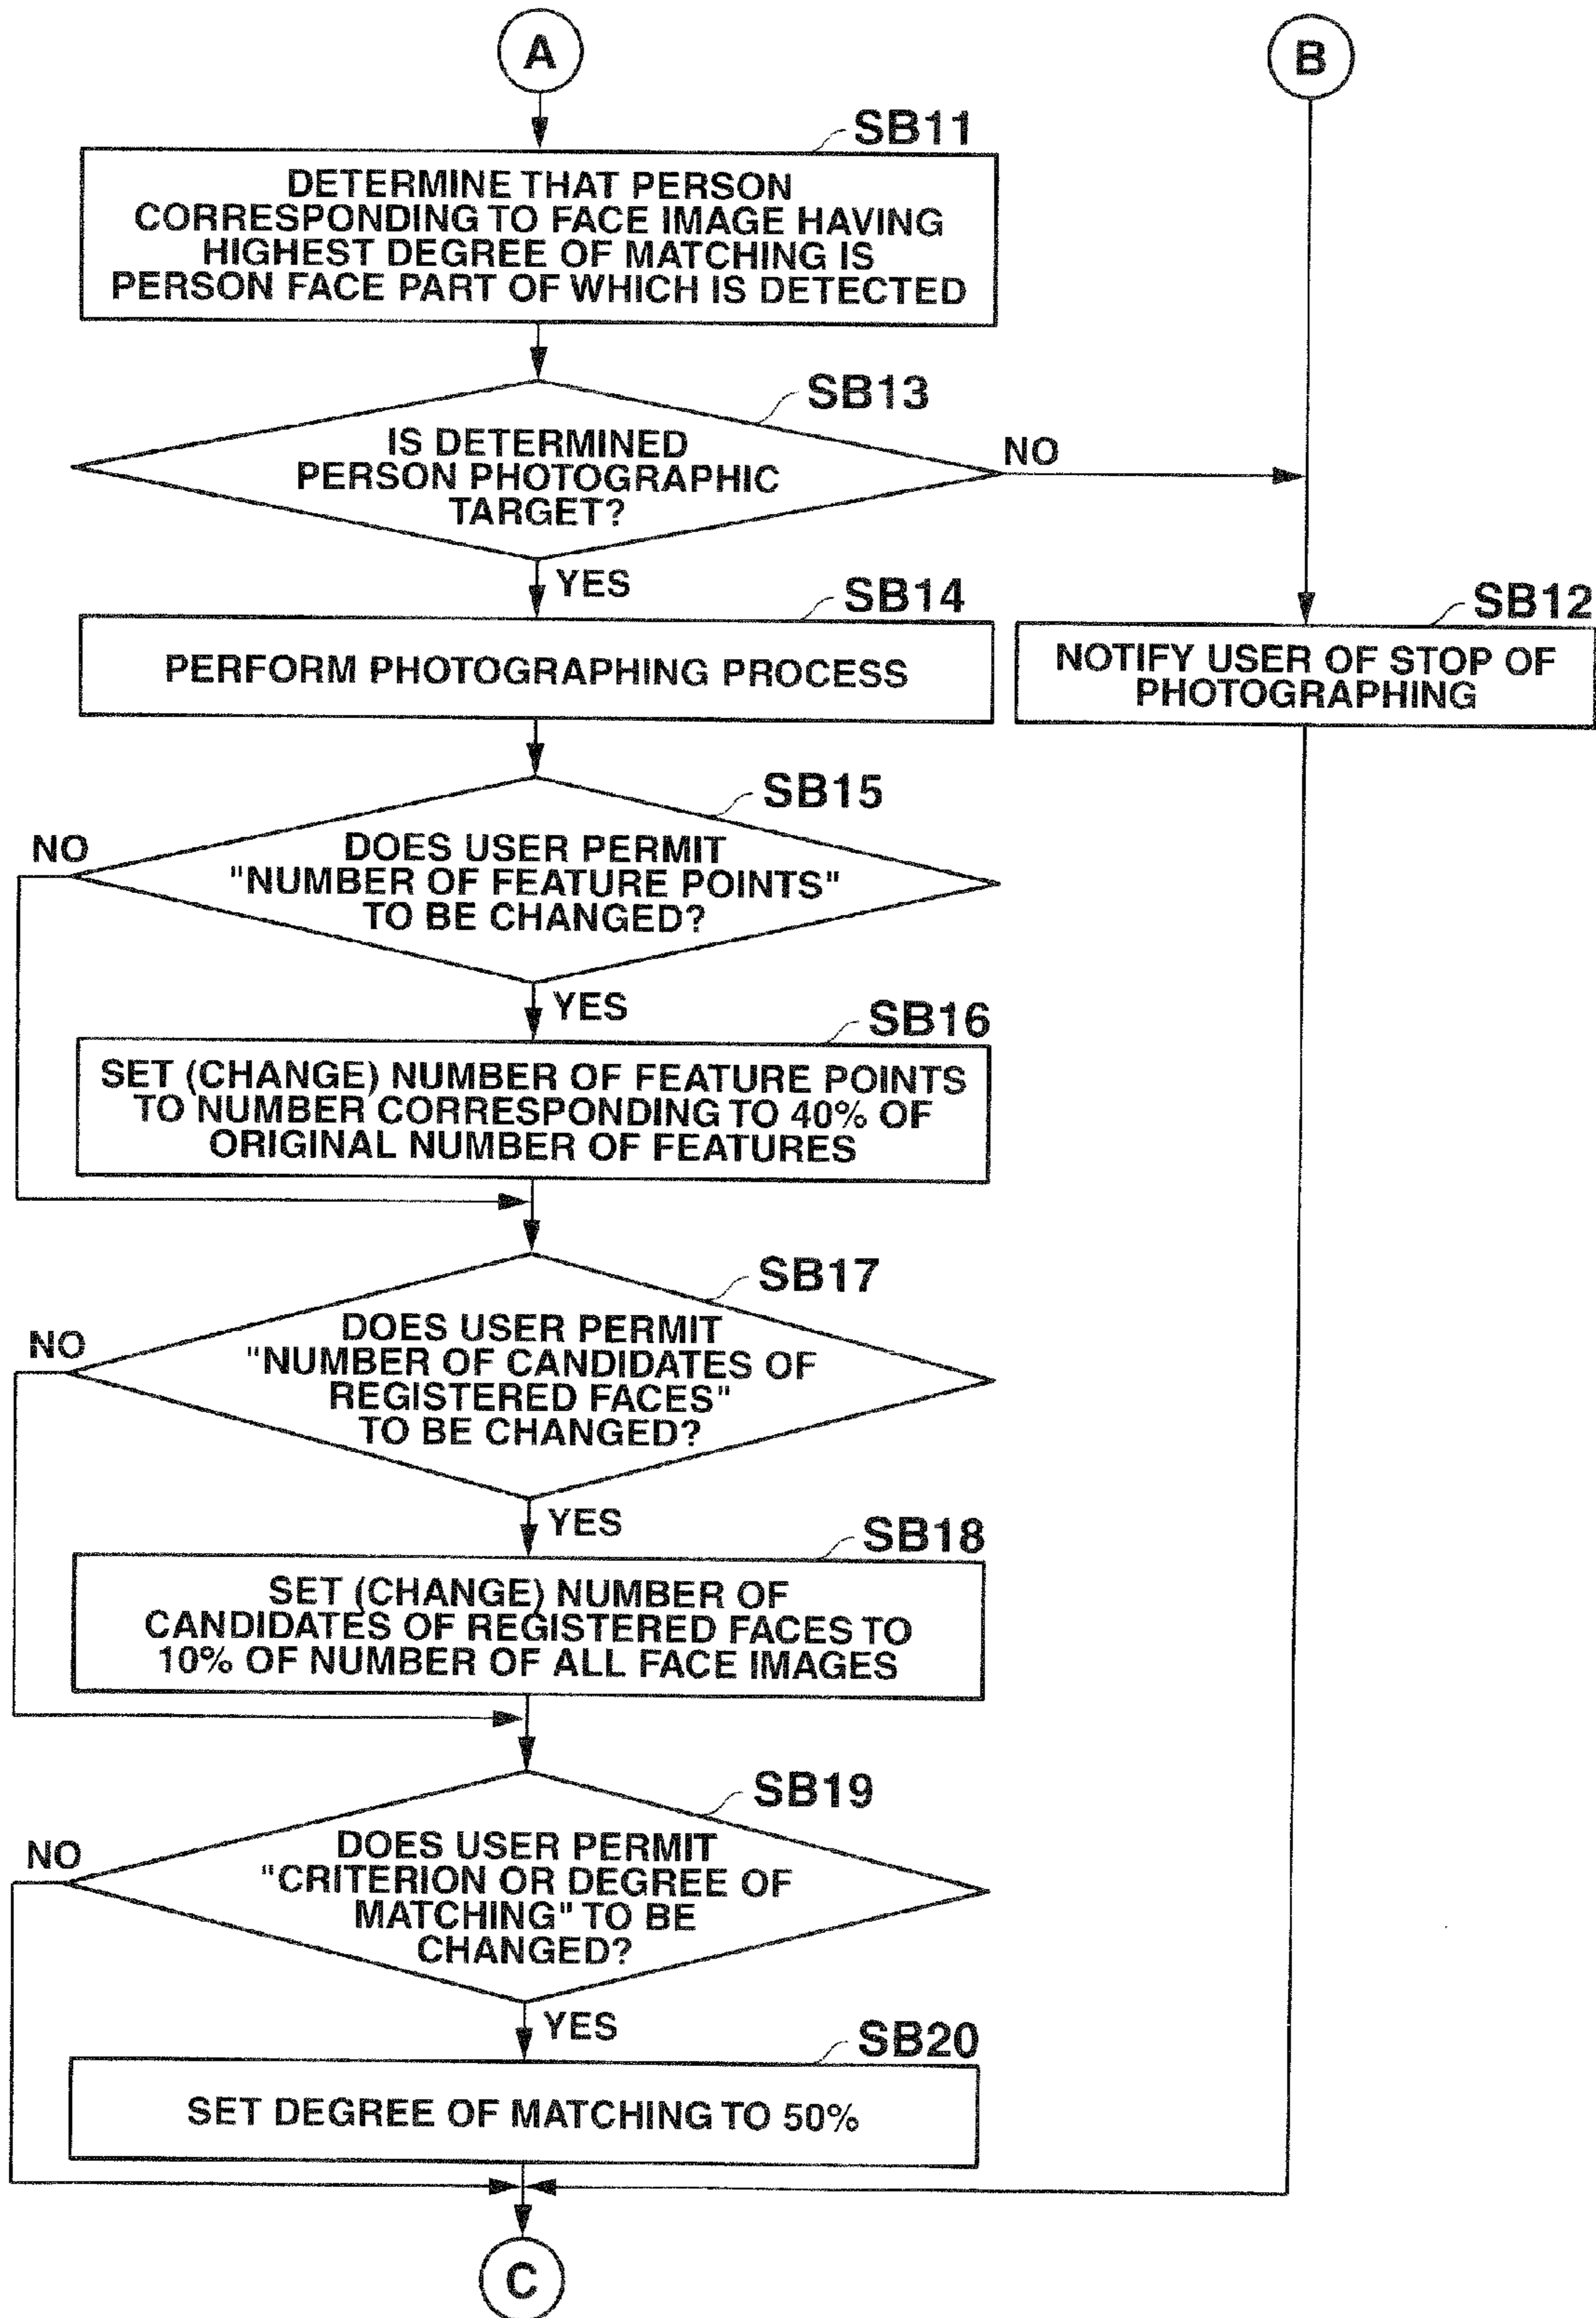 A
B
SB11
DETERMINE THAT PERSON
CORRESPONDING TO FACE IMAGE HAVING
HIGHEST DEGREE OF MATCHING IS
PERSON FACE PART OF WHICH IS DETECTED
SB13
IS DETERMINED
PERSON PHOTOGRAPHIC
TARGET?
NO
YES
SB14
PERFORM PHOTOGRAPHING PROCESS
SB12
NOTIFY USER OF STOP OF
PHOTOGRAPHING
SB15
NO
DOES USER PERMIT
"NUMBER OF FEATURE POINTS"
TO BE CHANGED?
YES
SB16
SET (CHANGE) NUMBER OF FEATURE POINTS
TO NUMBER CORRESPONDING TO 40% OF
ORIGINAL NUMBER OF FEATURES
SB17
NO
DOES USER PERMIT
"NUMBER OF CANDIDATES OF
REGISTERED FACES"
TO BE CHANGED?
YES
SB18
SET (CHANGE) NUMBER OF
CANDIDATES OF REGISTERED FACES TO
10% OF NUMBER OF ALL FACE IMAGES
SB19
NO
DOES USER PERMIT
"CRITERION OR DEGREE OF
MATCHING" TO BE
CHANGED?
YES
SB20
SET DEGREE OF MATCHING TO 50%
C